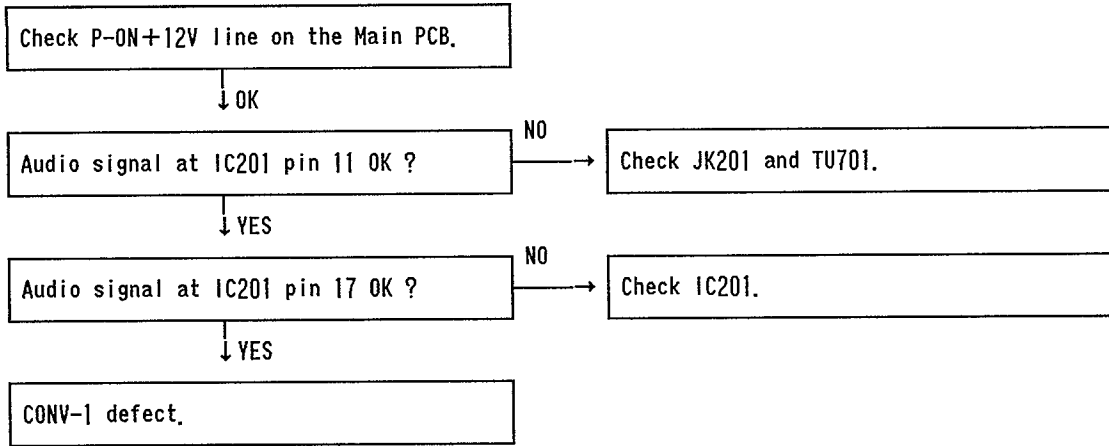 Check P-ON+12V line on the Main PCB.
OK
Audio signal at IC201 pin 11 OK ?
NO
Check JK201 and TU701.
YES
Audio signal at IC201 pin 17 OK ?
NO
Check IC201.
YES
CONV-1 defect.